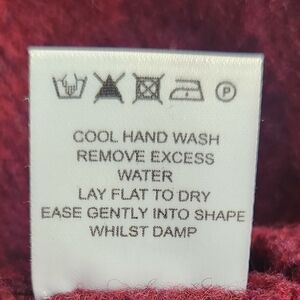 P
COOL HAND WASH
REMOVE EXCESS
WATER
LAY FLAT TO DRY
EASE GENTLY INTO SHAPE
WHILST DAMP